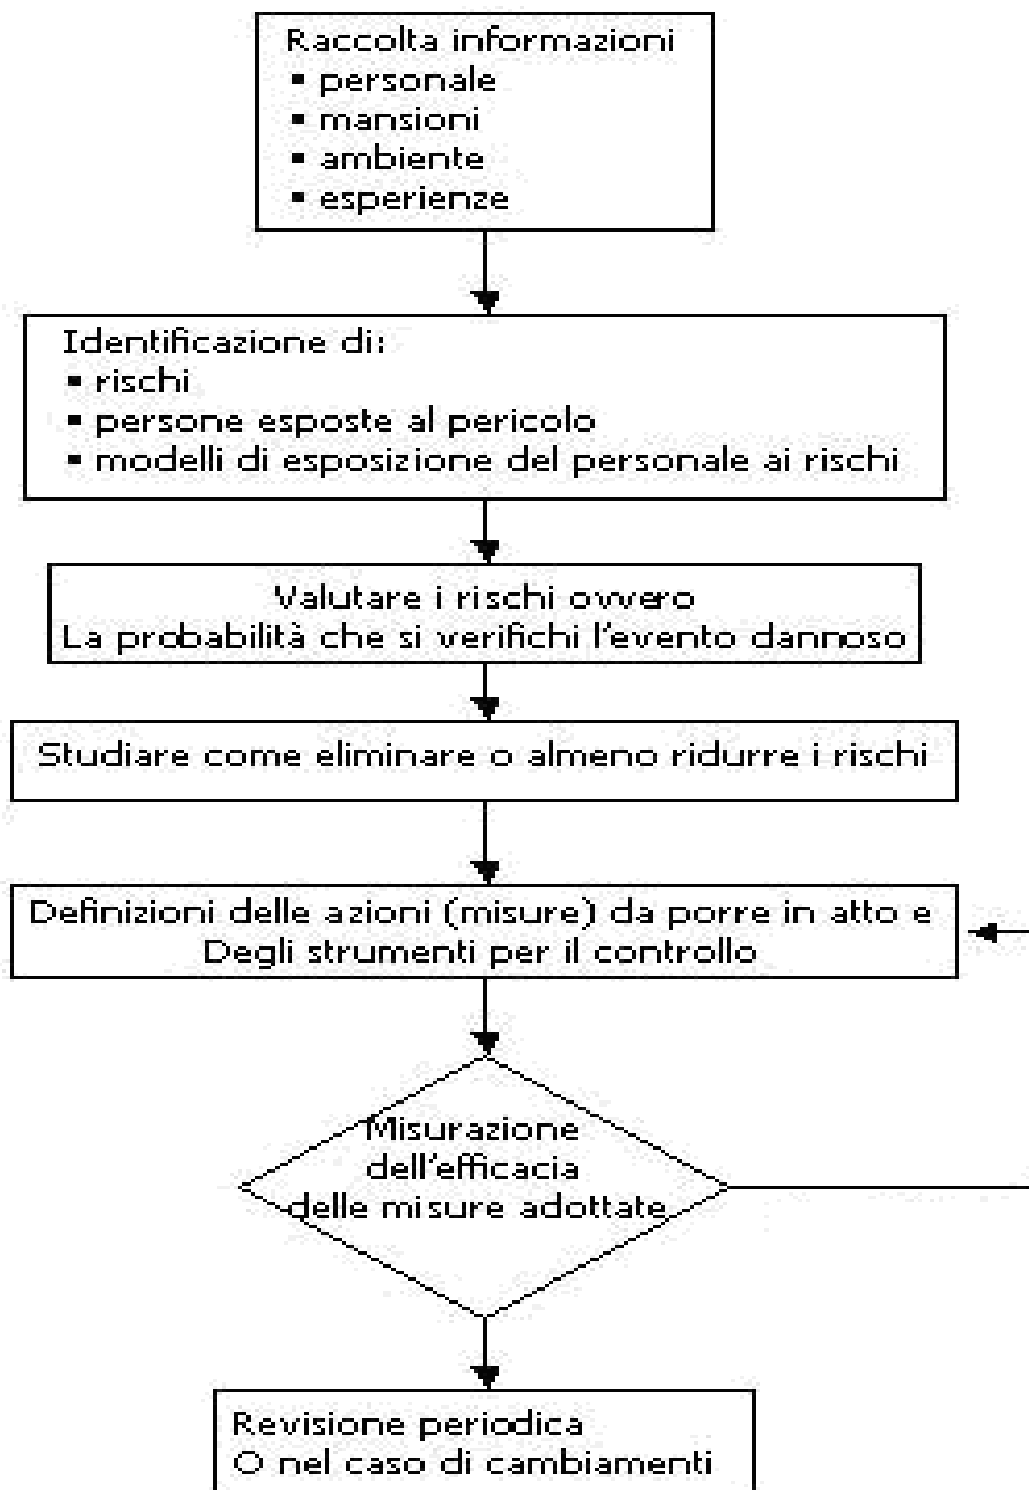 Raccolta informazioni
▪ personale
▪ mansioni
▪ ambiente
▪ esperienze
Identificazione di:
▪ rischi
▪ persone esposte al pericolo
▪ modelli di esposizione del personale ai rischi
Valutare i rischi ovvero
La probabilità che si verifichi l'evento dannoso
Studiare come eliminare o almeno ridurre i rischi
Definizioni delle azioni (misure) da porre in atto e
Degli strumenti per il controllo
Misurazione
dell'efficacia
delle misure adottate
Revisione periodica
O nel caso di cambiamenti